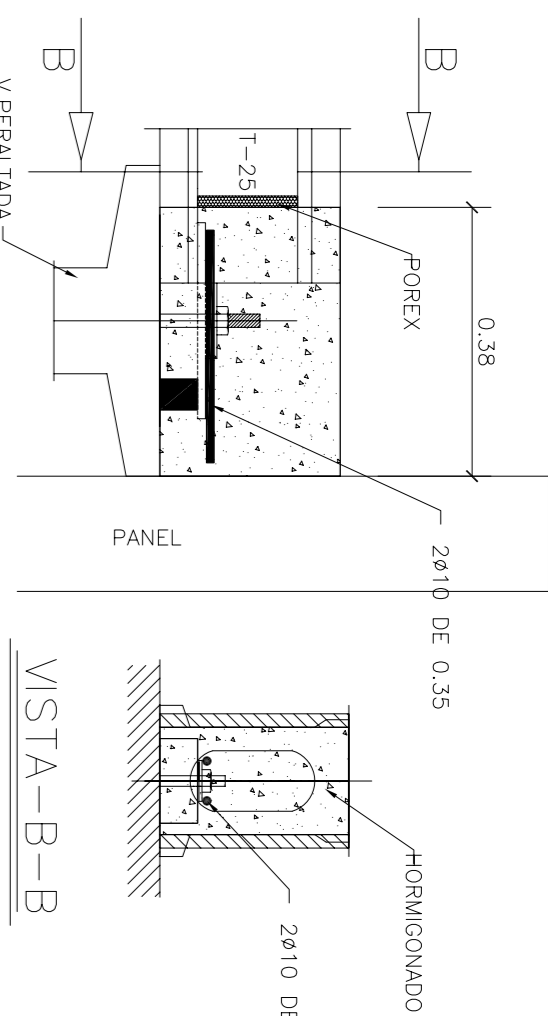 B
B
V.PERALTADA
T-25
POREX
0.38
2ø10 DE 0.35
PANEL
HORMIGONADO
2ø10 DE
VISTA-B-B